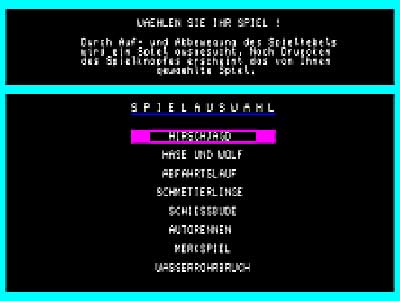 WAEHLEN SIE IHR SPIEL !
Durch Auf- und Abbewegung des Spielhebels
wird ein Spiel ausgesucht. Nach Druecken
des Spielknopfes erscheint das von Ihnen
gewaehlte Spiel.
SPIELAUSWAHL
HIRSCHJAGD
HASE UND WOLF
ABFAHRTSLAUF
SCHMETTERLINGE
SCHIESSBUDE
AUTORENNEN
MERKSPIEL
WASSERROHRBRUCH